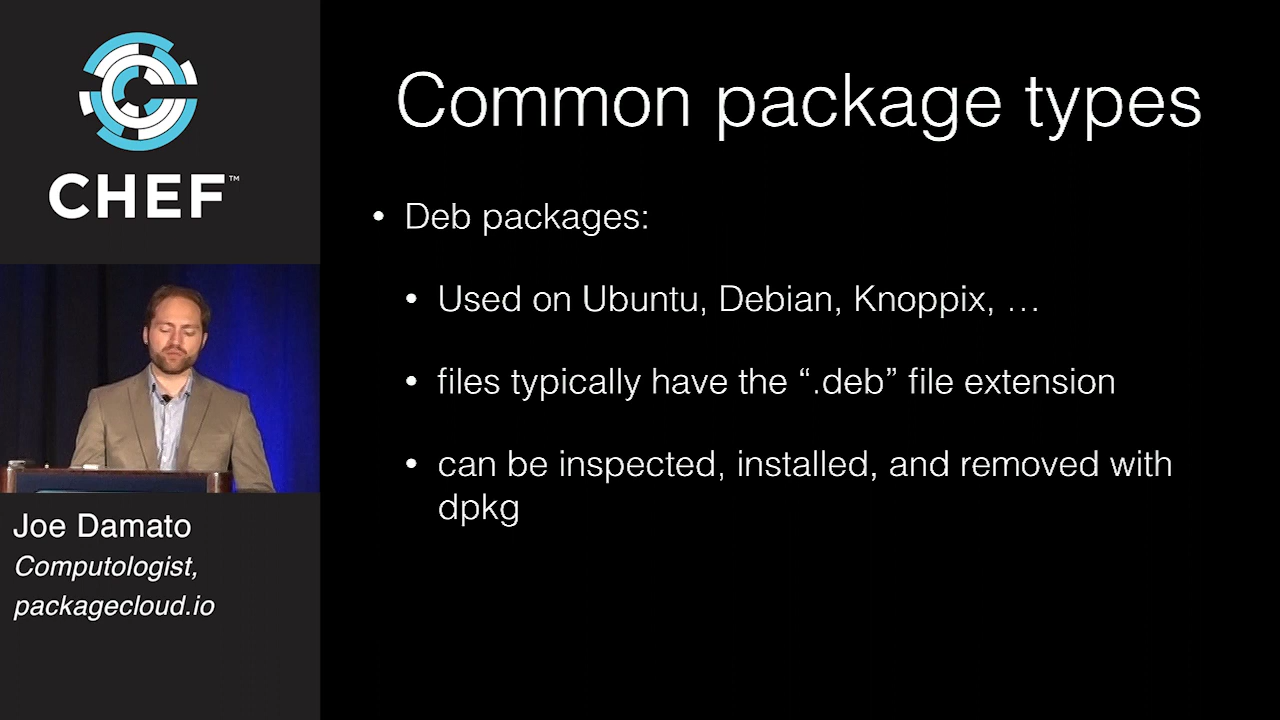 CHEF™
Joe Damato
Computologist,
packagecloud.io
Common package types
• Deb packages:
• Used on Ubuntu, Debian, Knoppix, …
• files typically have the “.deb” file extension
• can be inspected, installed, and removed with
dpkg